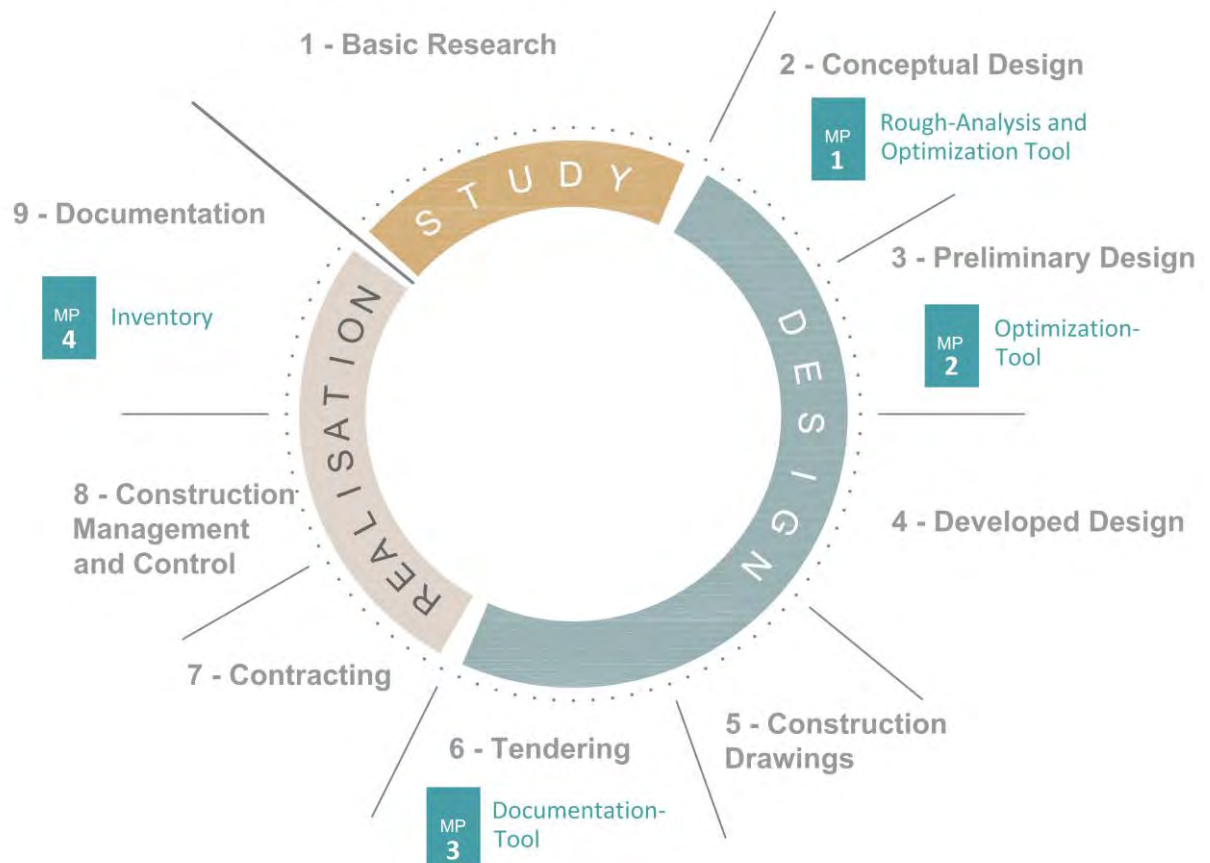 1 - Basic Research
2 - Conceptual Design
MP
1
Rough-Analysis and
Optimization Tool
3 - Preliminary Design
MP
2
Optimization-
Tool
4 - Developed Design
5 - Construction
Drawings
6 - Tendering
MP
3
Documentation-
Tool
7 - Contracting
8 - Construction
Management
and Control
9 - Documentation
MP
4
Inventory
STUDY
DESIGN
REALISATION